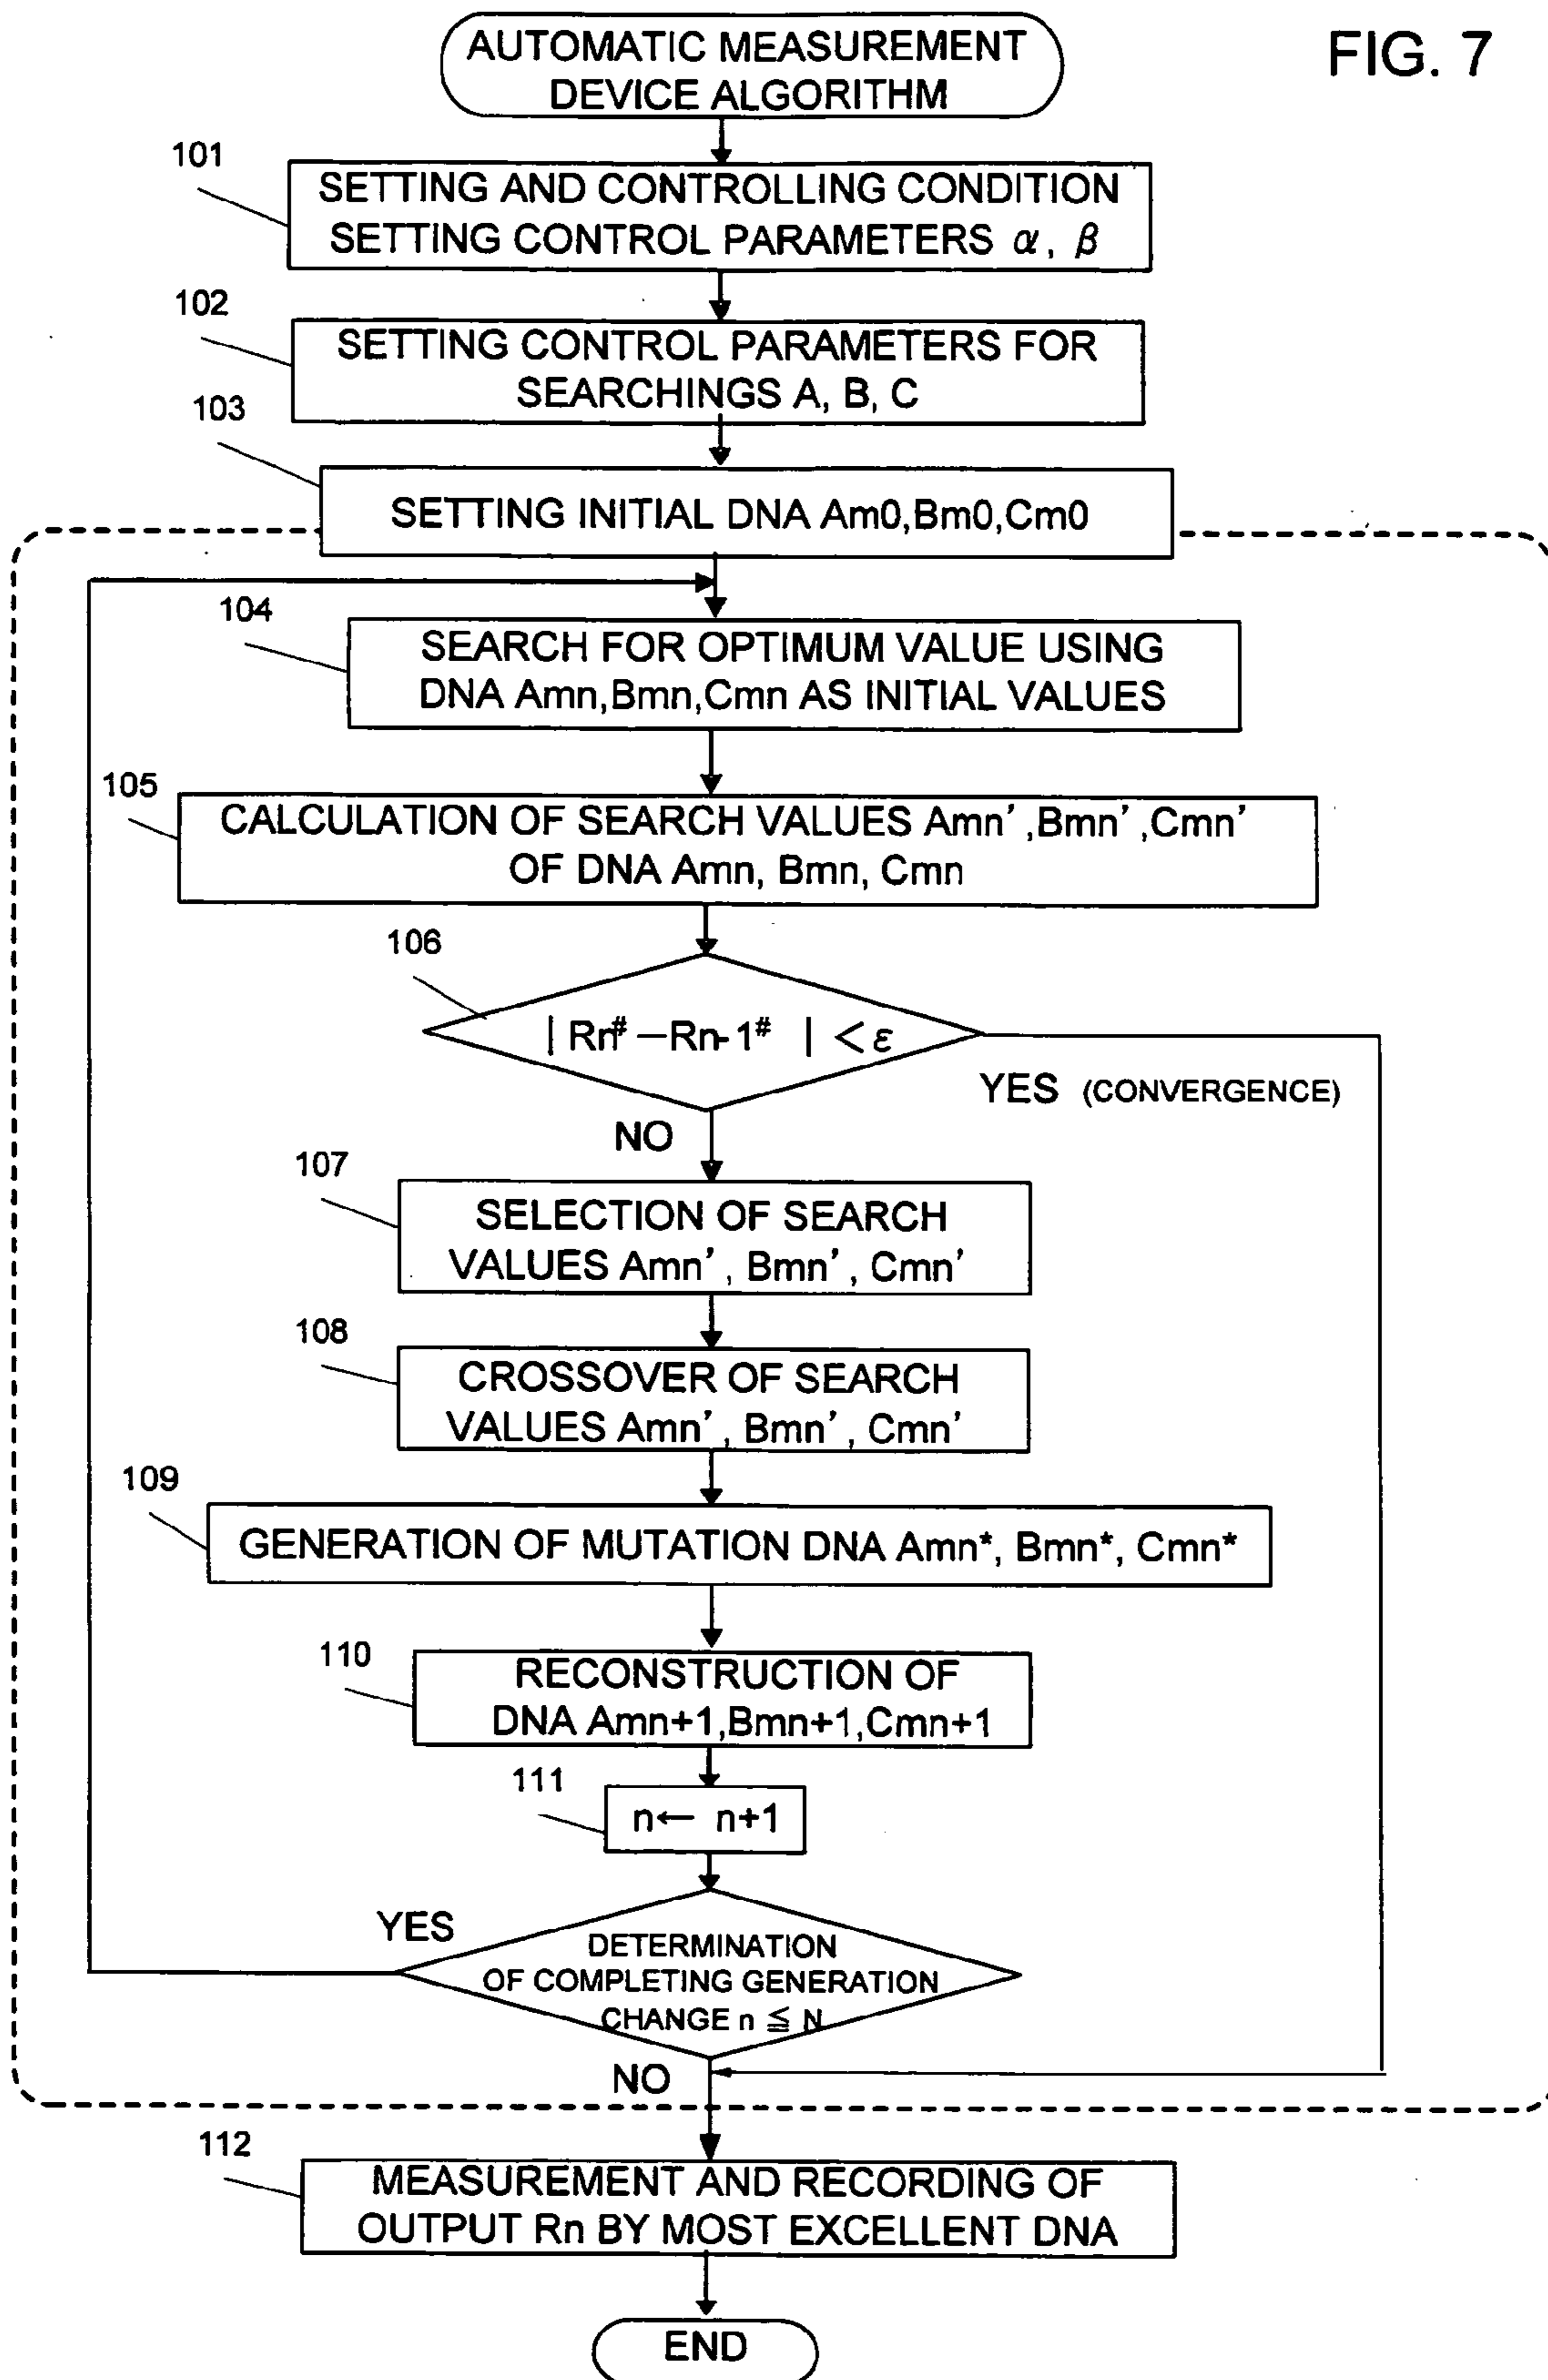 FIG. 7
AUTOMATIC MEASUREMENT
DEVICE ALGORITHM
101
SETTING AND CONTROLLING CONDITION
SETTING CONTROL PARAMETERS α, β
102
SETTING CONTROL PARAMETERS FOR
SEARCHINGS A, B, C
103
SETTING INITIAL DNA Am0,Bm0,Cm0
104
SEARCH FOR OPTIMUM VALUE USING
DNA Amn,Bmn,Cmn AS INITIAL VALUES
105
CALCULATION OF SEARCH VALUES Amn',Bmn',Cmn'
OF DNA Amn, Bmn, Cmn
106
| Rn# −Rn-1# | <ε
YES (CONVERGENCE)
NO
107
SELECTION OF SEARCH
VALUES Amn', Bmn', Cmn'
108
CROSSOVER OF SEARCH
VALUES Amn', Bmn', Cmn'
109
GENERATION OF MUTATION DNA Amn*, Bmn*, Cmn*
110
RECONSTRUCTION OF
DNA Amn+1,Bmn+1,Cmn+1
111
n← n+1
YES
DETERMINATION
OF COMPLETING GENERATION
CHANGE n ≦ N
NO
112
MEASUREMENT AND RECORDING OF
OUTPUT Rn BY MOST EXCELLENT DNA
END